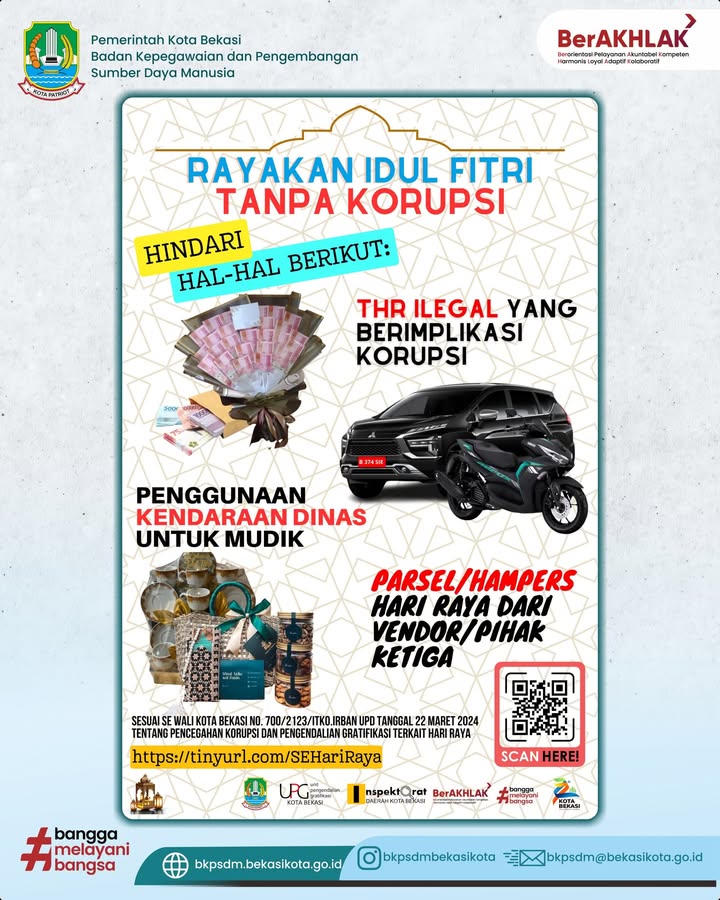 Pemerintah Kota Bekasi
Badan Kepegawaian dan Pengembangan
Sumber Daya Manusia
KOTA PATRIOT
BerAKHLAK
Berorientasi Pelayanan Akuntabel Kompeten
Harmonis Loyal Adaptif Kolaboratif
RAYAKAN IDUL FITRI
TANPA KORUPSI
HINDARI
HAL-HAL BERIKUT:
THR ILEGAL YANG
BERIMPLIKASI
KORUPSI
B 374 SIE
PENGGUNAAN
KENDARAAN DINAS
UNTUK MUDIK
PARSEL/HAMPERS
HARI RAYA DARI
VENDOR/PIHAK
KETIGA
SESUAI SE WALI KOTA BEKASI NO. 700/2123/ITKO.IRBAN UPD TANGGAL 22 MARET 2024
TENTANG PENCEGAHAN KORUPSI DAN PENGENDALIAN GRATIFIKASI TERKAIT HARI RAYA
https://tinyurl.com/SEHariRaya
SCAN HERE!
UPG unit pengendalian gratifikasi
KOTA BEKASI
Inspektorat
DAERAH KOTA BEKASI
BerAKHLAK
#bangga
melayani
bangsa
KOTA
BEKASI
#bangga
melayani
bangsa
bkpsdm.bekasikota.go.id
bkpsdmbekasikota
bkpsdm@bekasikota.go.id